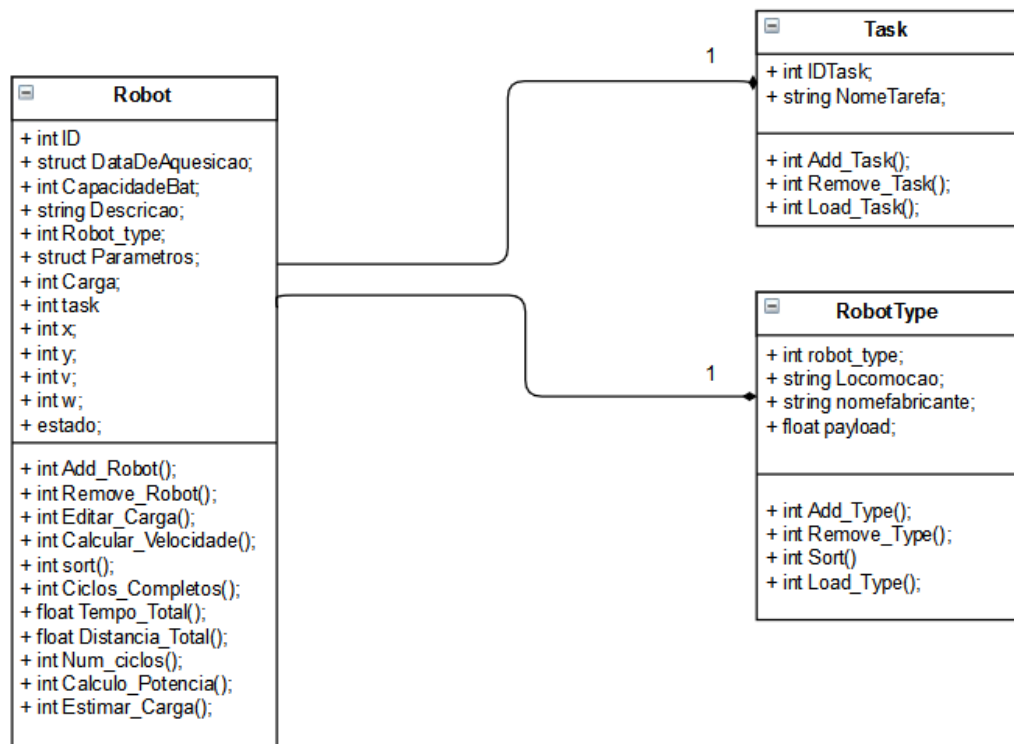 Robot
+ int ID
+ struct DataDeAquesicao;
+ int CapacidadeBat;
+ string Descricao;
+ int Robot_type;
+ struct Parametros;
+ int Carga;
+ int task
+ int x;
+ int y;
+ int v;
+ int w;
+ estado;
+ int Add_Robot();
+ int Remove_Robot();
+ int Editar_Carga();
+ int Calcular_Velocidade();
+ int sort();
+ int Ciclos_Completos;
+ float Tempo_Total();
+ float Distancia_Total();
+ int Num_ciclos();
+ int Calculo_Potencia();
+ int Estimar_Carga();
1
Task
+ int IDTask;
+ string NomeTarefa;
+ int Add_Task();
+ int Remove_Task();
+ int Load_Task();
1
RobotType
+ int robot_type;
+ string Locomocao;
+ string nomefabricante;
+ float payload;
+ int Add_Type();
+ int Remove_Type();
+ int Sort()
+ int Load_Type();